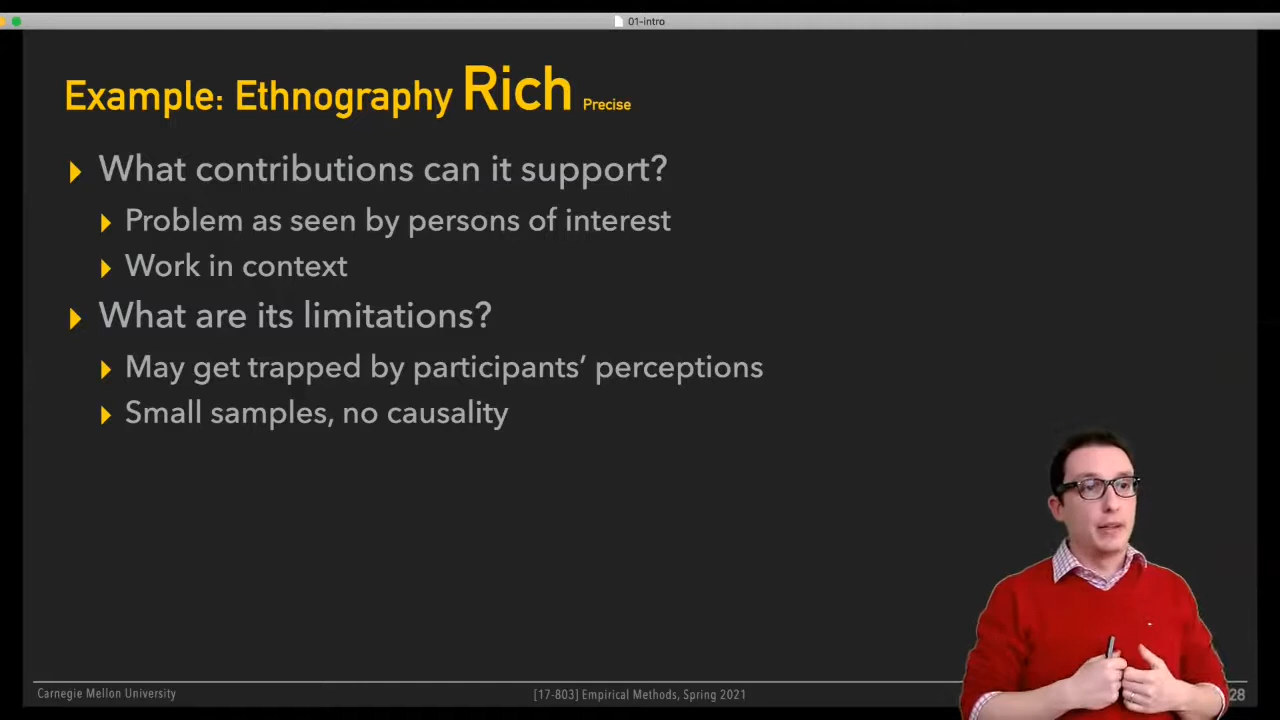 01-intro
Example: Ethnography Rich Precise
What contributions can it support?
Problem as seen by persons of interest
Work in context
What are its limitations?
May get trapped by participants’ perceptions
Small samples, no causality
Carnegie Mellon University
[17-803] Empirical Methods, Spring 2021
28